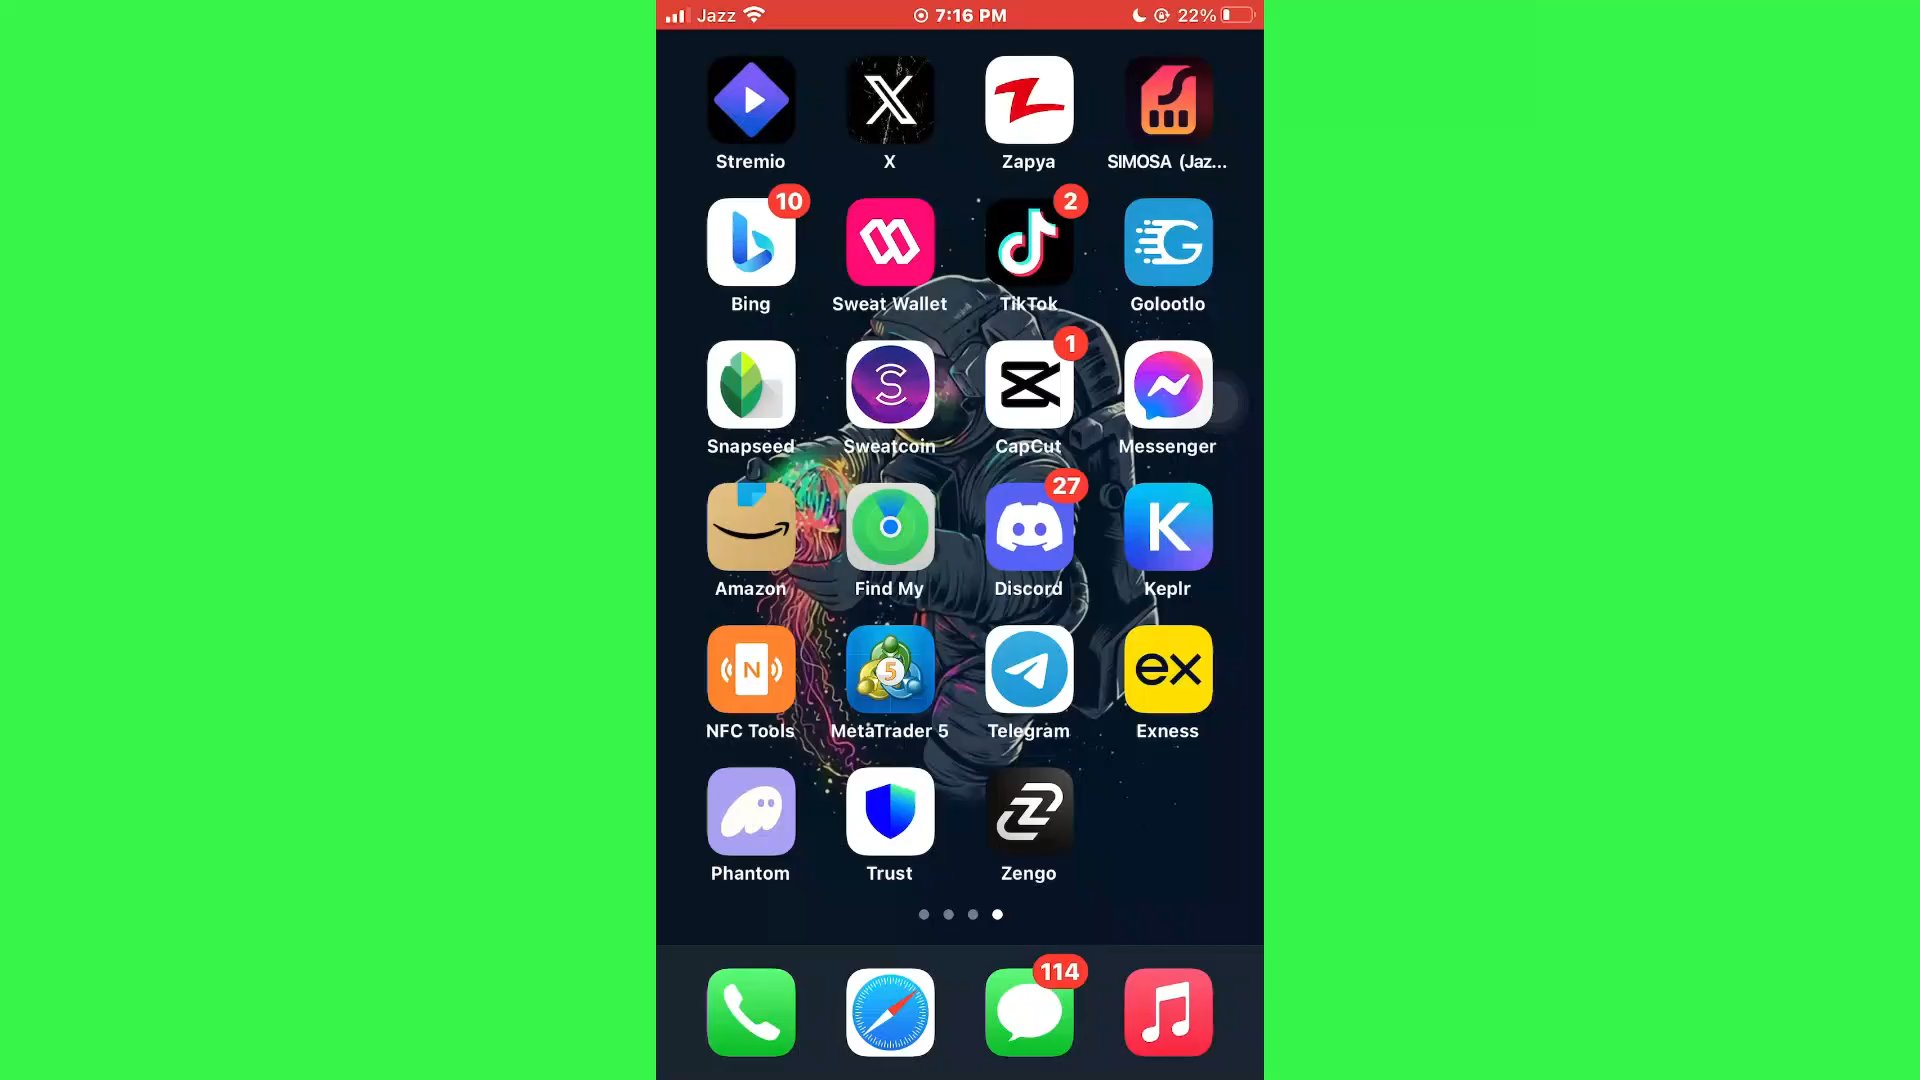 Jazz 7:16 PM 22%
Stremio X Zapya SIMOSA (Jaz...
10 2
Bing Sweat Wallet TikTok Golootlo
1
Snapseed Sweatcoin CapCut Messenger
27
K
Amazon Find My Discord Keplr
N 5 ex
NFC Tools MetaTrader 5 Telegram Exness
Phantom Trust Zengo
114